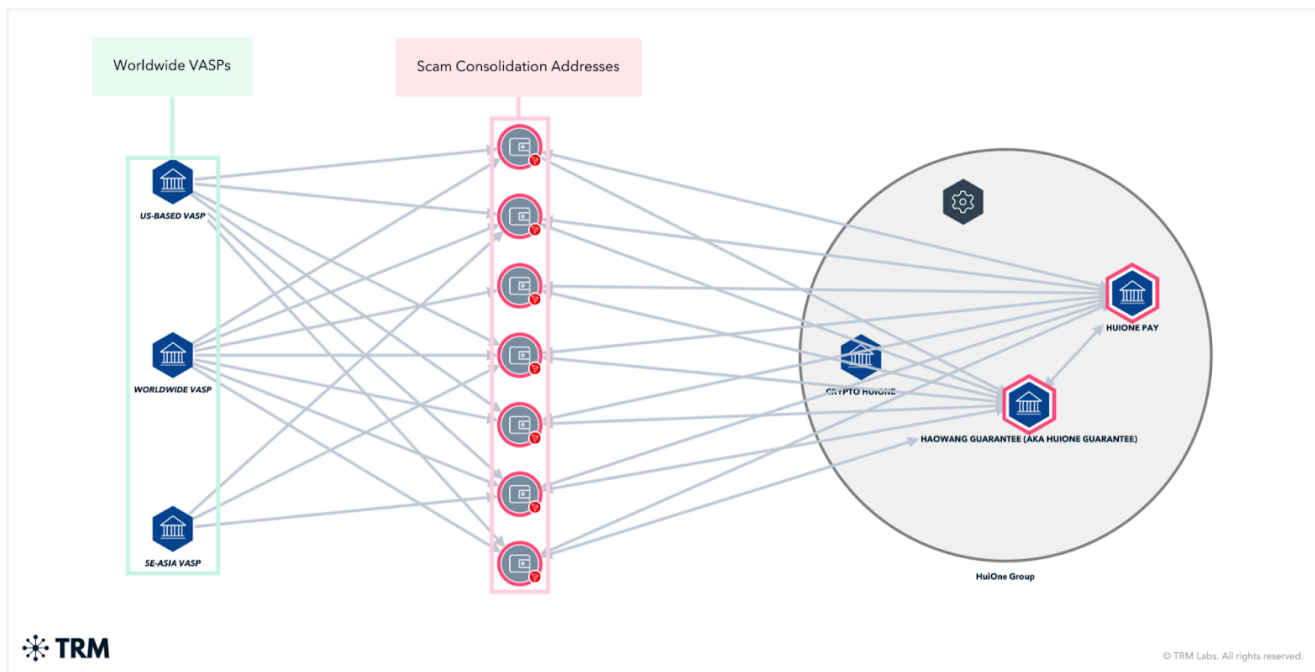 Worldwide VASPs
Scam Consolidation Addresses
US-BASED VASP
WORLDWIDE VASP
SE-ASIA VASP
HUIONE PAY
CRYPTO HUIONE
HAOWANG GUARANTEE (AKA HUIONE GUARANTEE)
HuiOne Group
TRM
© TRM Labs. All rights reserved.